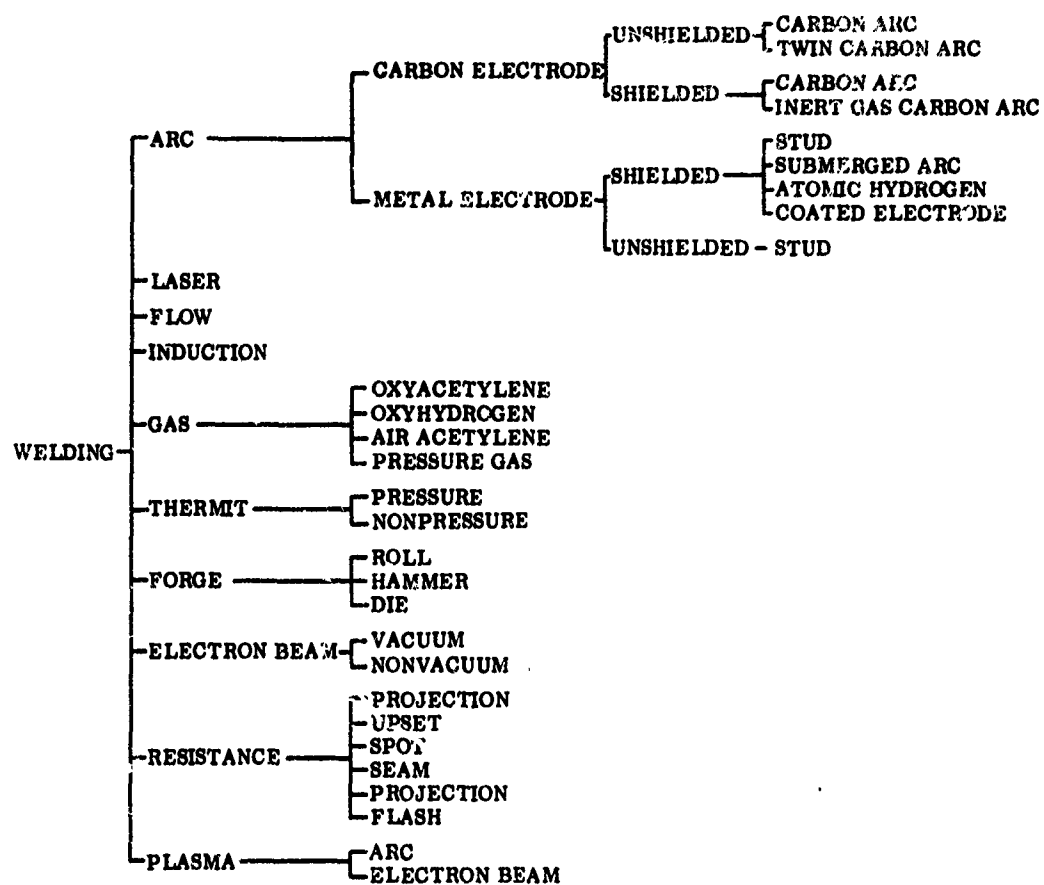 CARBON ARC
UNSHIELDED
TWIN CARBON ARC
CARBON ELECTRODE
CARBON ARC
SHIELDED
INERT GAS CARBON ARC
ARC
STUD
SUBMERGED ARC
SHIELDED
ATOMIC HYDROGEN
METAL ELECTRODE
COATED ELECTRODE
UNSHIELDED - STUD
LASER
FLOW
INDUCTION
OXYACETYLENE
OXYHYDROGEN
GAS
AIR ACETYLENE
WELDING
PRESSURE GAS
PRESSURE
THERMIT
NONPRESSURE
ROLL
FORGE
HAMMER
DIE
VACUUM
ELECTRON BEAM
NONVACUUM
PROJECTION
UPSET
SPOT
RESISTANCE
SEAM
PROJECTION
FLASH
ARC
PLASMA
ELECTRON BEAM